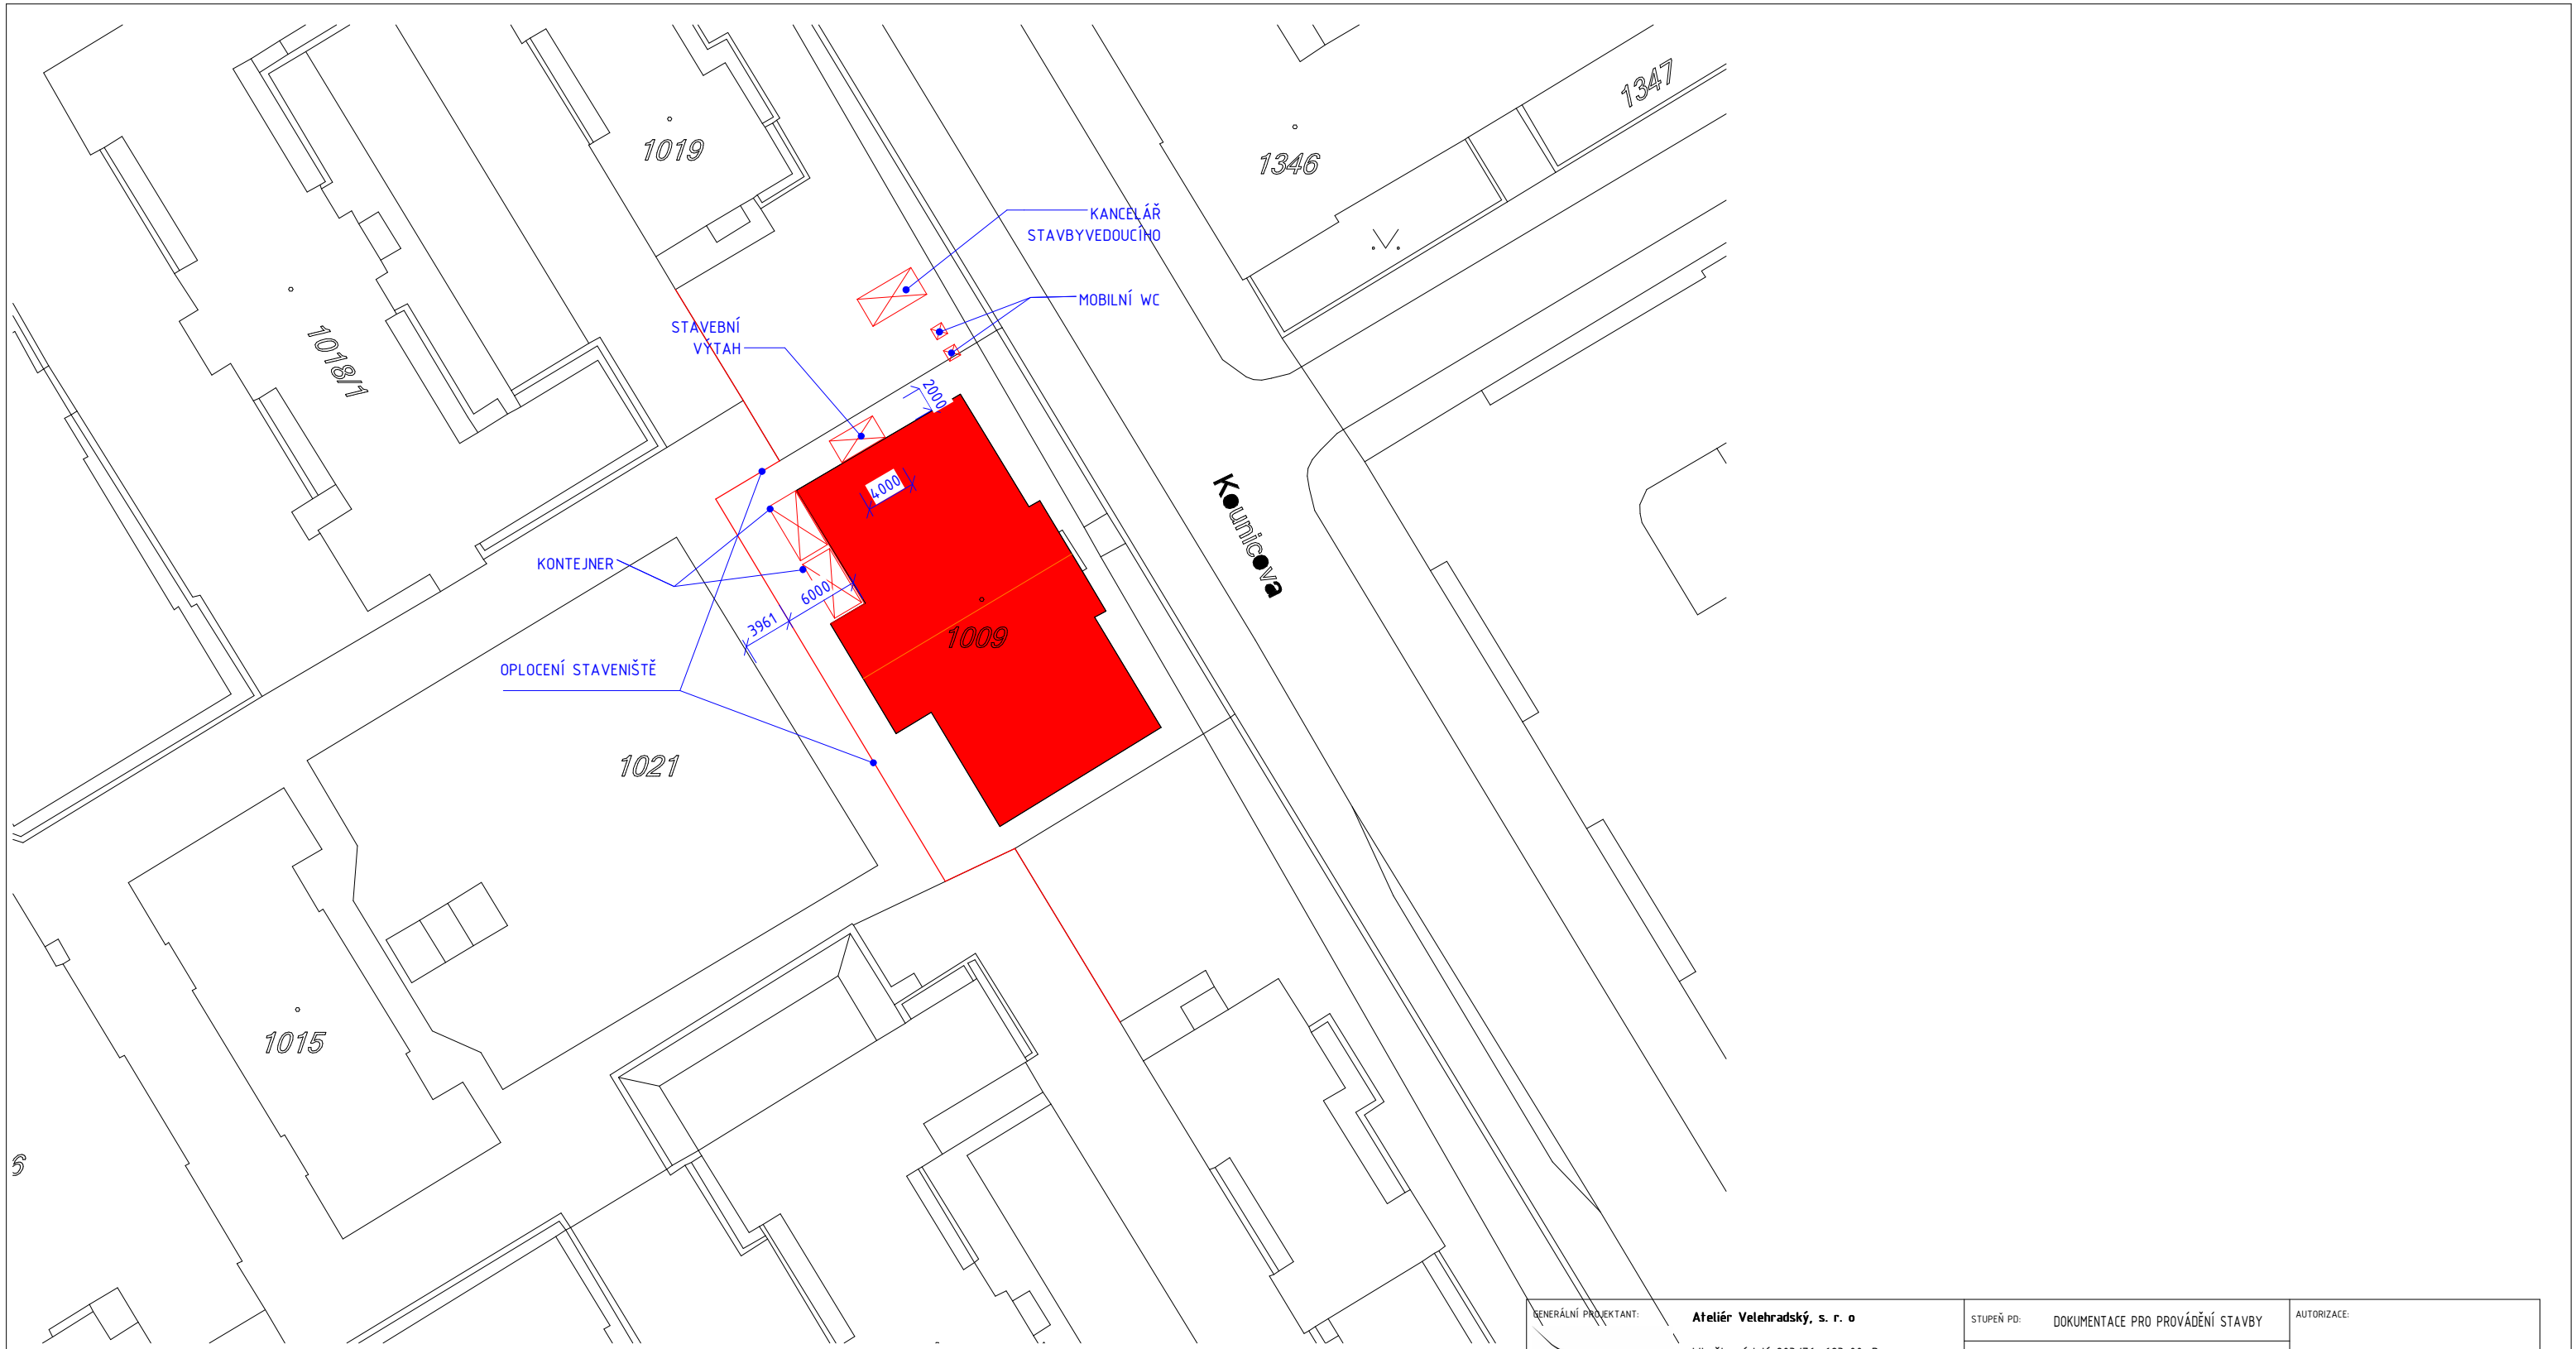 1347
1019
1346
KANCELÁŘ
STAVBYVEDOUCÍHO
MOBILNÍ WC
STAVEBNÍ
VÝTAH
1018/1
2000
4000
Kounicova
KONTEJNER
6000
3961
1009
OPLOCENÍ STAVENIŠTĚ
1021
1015
GENERÁLNÍ PROJEKTANT:
Ateliér Velehradský, s. r. o
STUPEŇ PD:
DOKUMENTACE PRO PROVÁDĚNÍ STAVBY
AUTORIZACE: